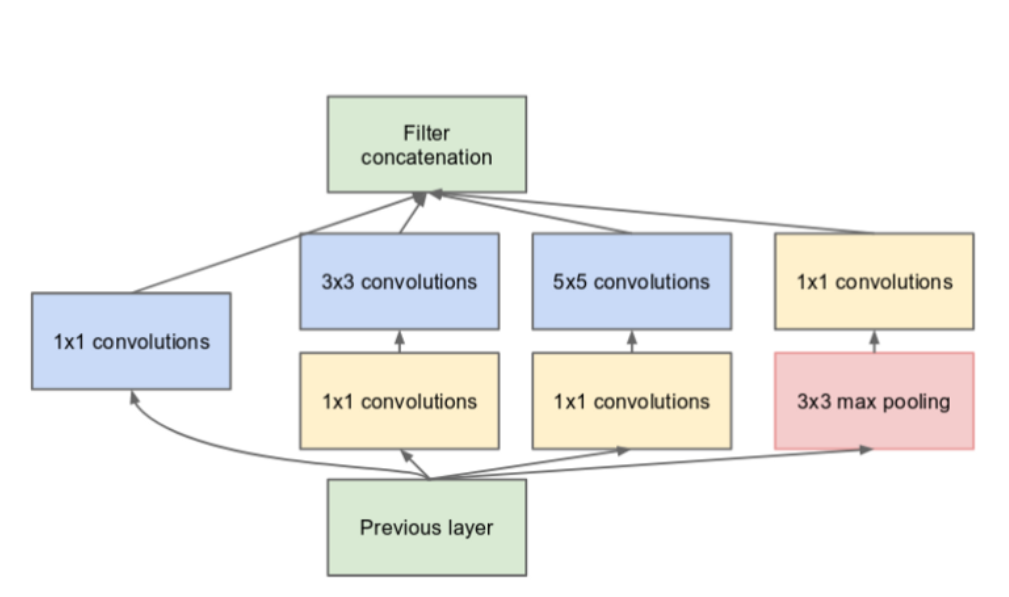 Filter
concatenation
3x3 convolutions
5x5 convolutions
1x1 convolutions
1x1 convolutions
1x1 convolutions
1x1 convolutions
3x3 max pooling
Previous layer